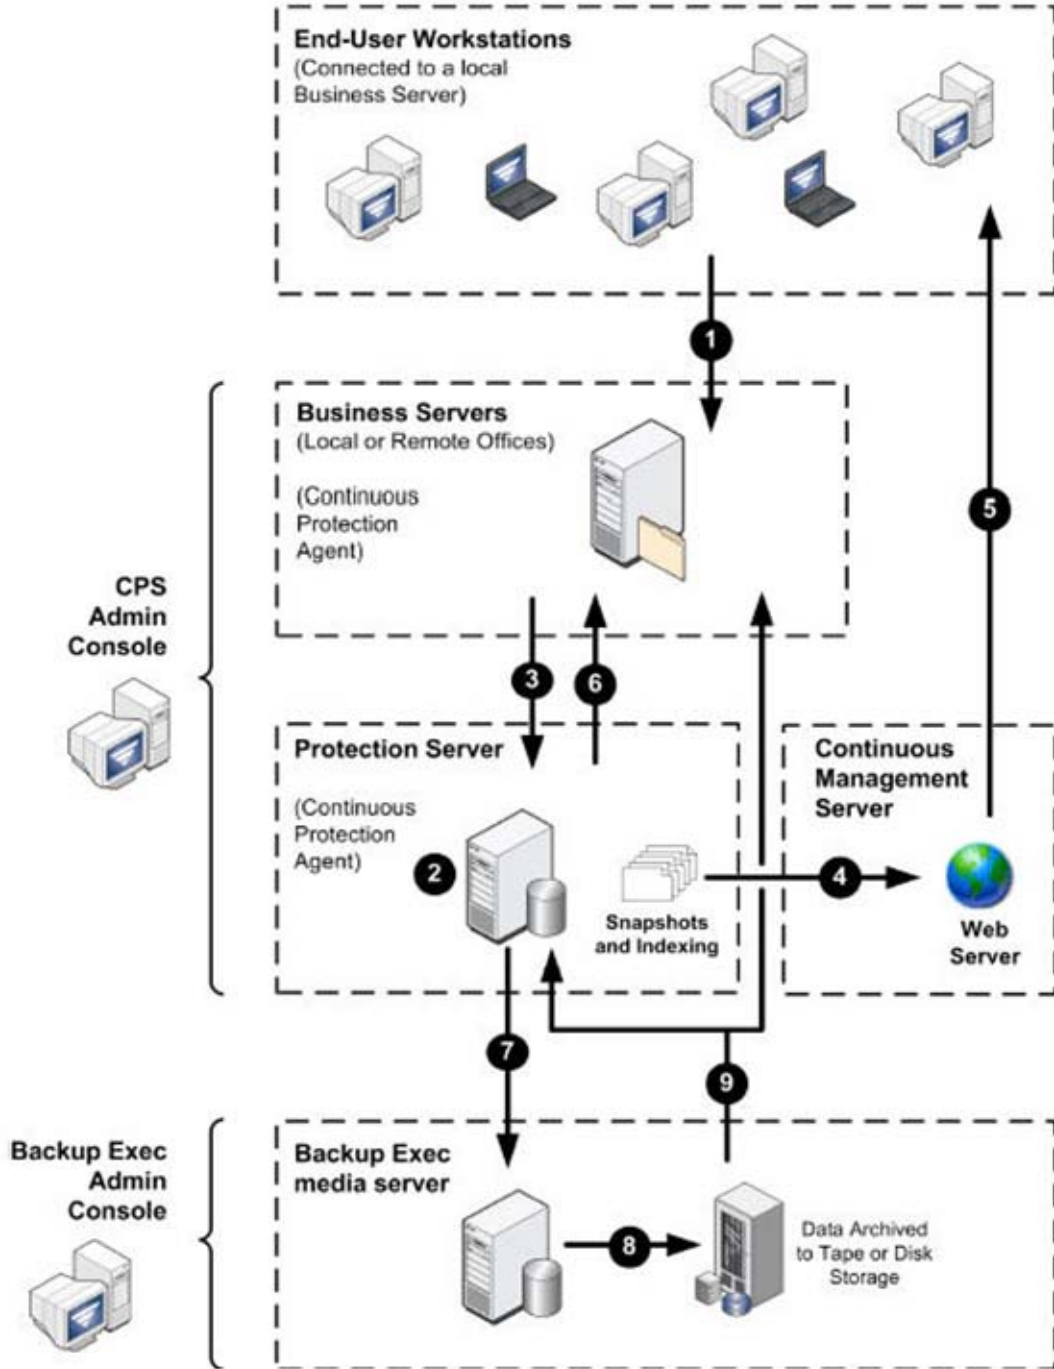 End-User Workstations
(Connected to a local
Business Server)
1
Business Servers
(Local or Remote Offices)
(Continuous
Protection
Agent)
5
CPS
Admin
Console
3
6
Protection Server
(Continuous
Protection
Agent)
2
Snapshots
and Indexing
4
Continuous
Management
Server
Web
Server
7
9
Backup Exec
Admin
Console
Backup Exec
media server
8
Data Archived
to Tape or Disk
Storage